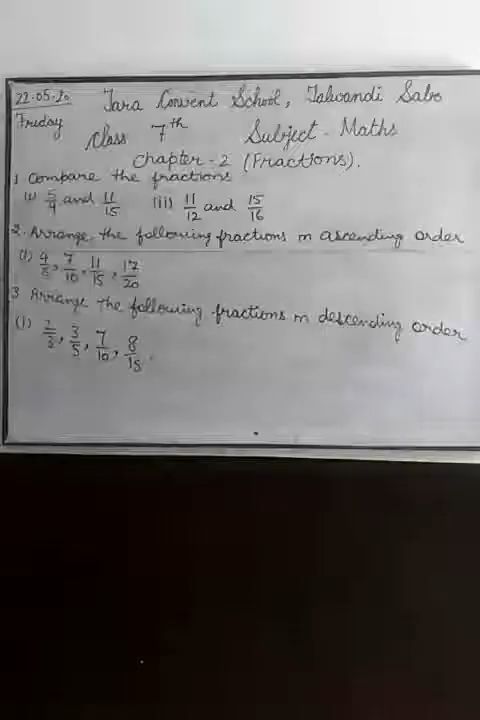 22-05-20 Tara Convent School, Talwandi Sabo
Friday Class 7th Subject - Maths
Chapter - 2 (Fractions).
1 Compare the fractions
(i) 5/9 and 11/15 (ii) 11/12 and 15/16
2. Arrange the following fractions in ascending order
(1) 4/5, 7/10, 11/15, 17/20
3 Arrange the following fractions in descending order
(1) 2/3, 3/5, 7/10, 8/15.